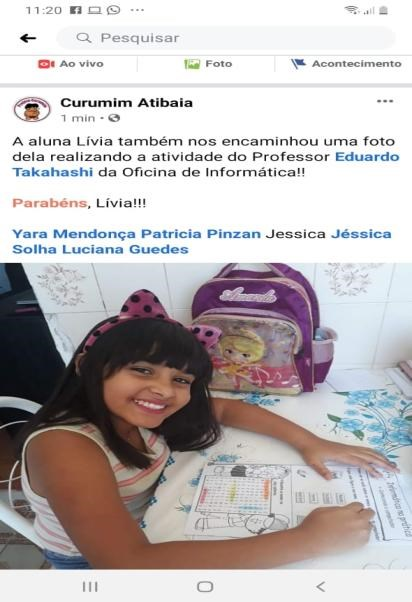 11:20
Pesquisar
Ao vivo Foto Acontecimento
Curumim Atibaia
1 min
A aluna Lívia também nos encaminhou uma foto
dela realizando a atividade do Professor Eduardo
Takahashi da Oficina de Informática!!
Parabéns, Lívia!!!
Yara Mendonça Patricia Pinzan Jessica Jéssica
Solha Luciana Guedes